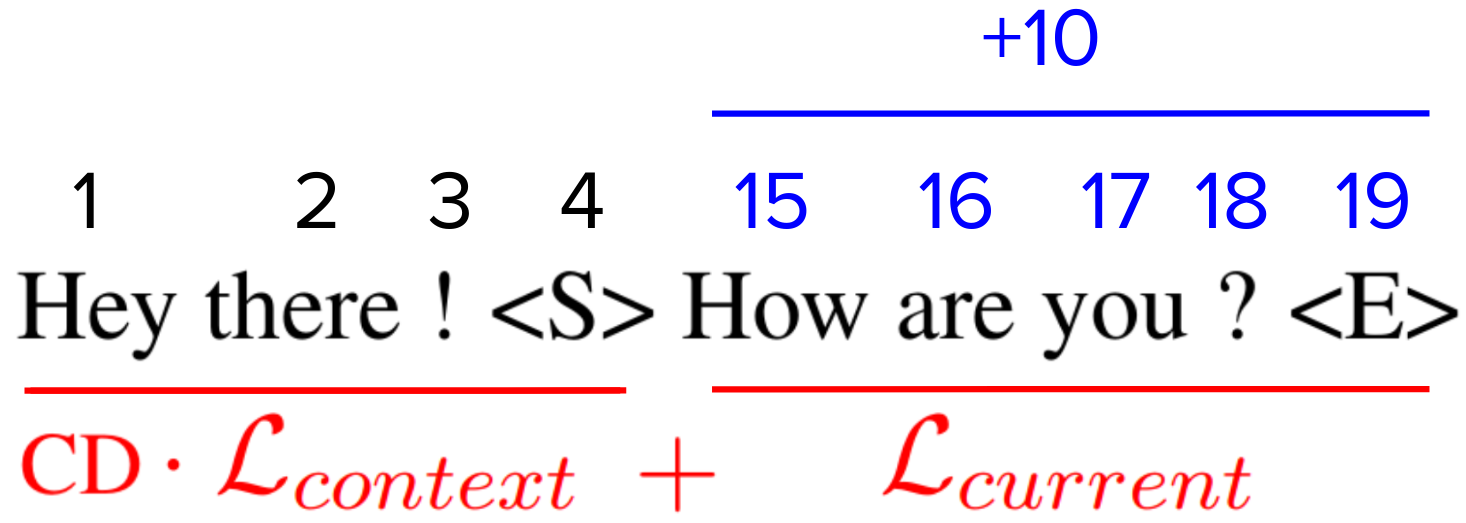 +10
1 2 3 4 15 16 17 18 19
Hey there ! <S> How are you ? <E>
CD · ℒcontext + ℒcurrent